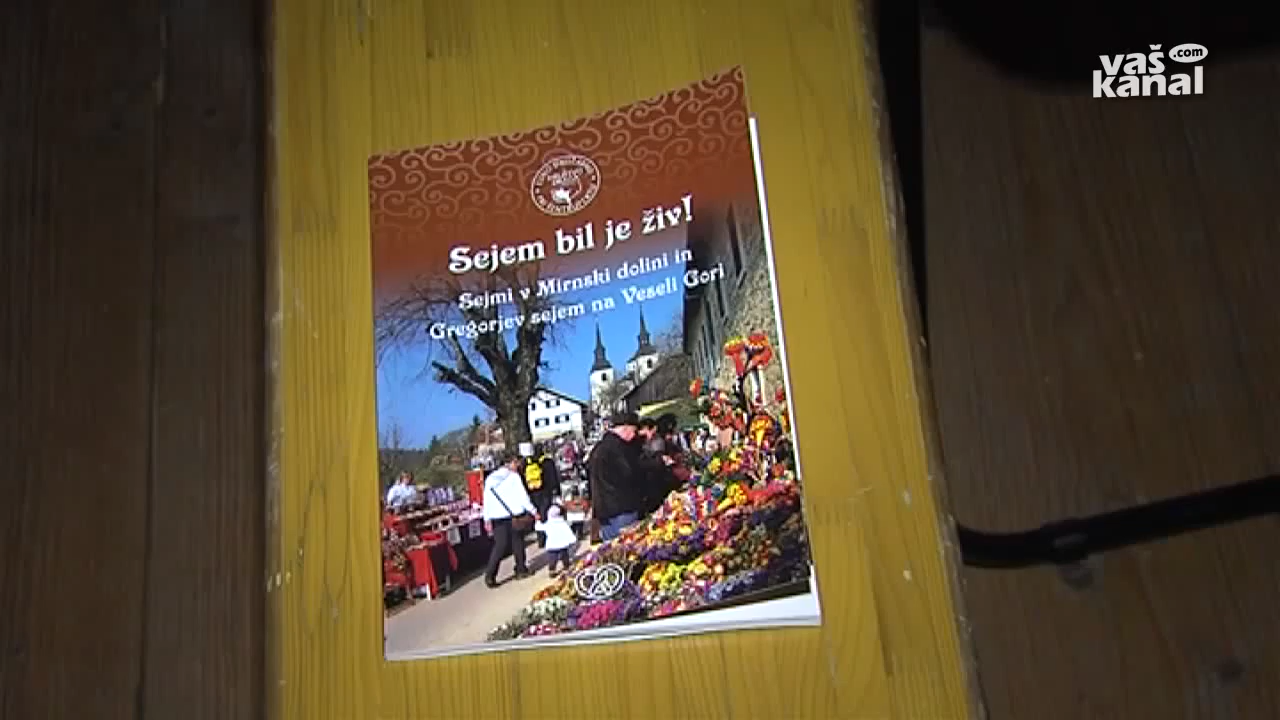 vaš
.com
kanal
Sejem bil je živ!
Sejmi v Mirnski dolini in
Gregorjev sejem na Veseli Gori